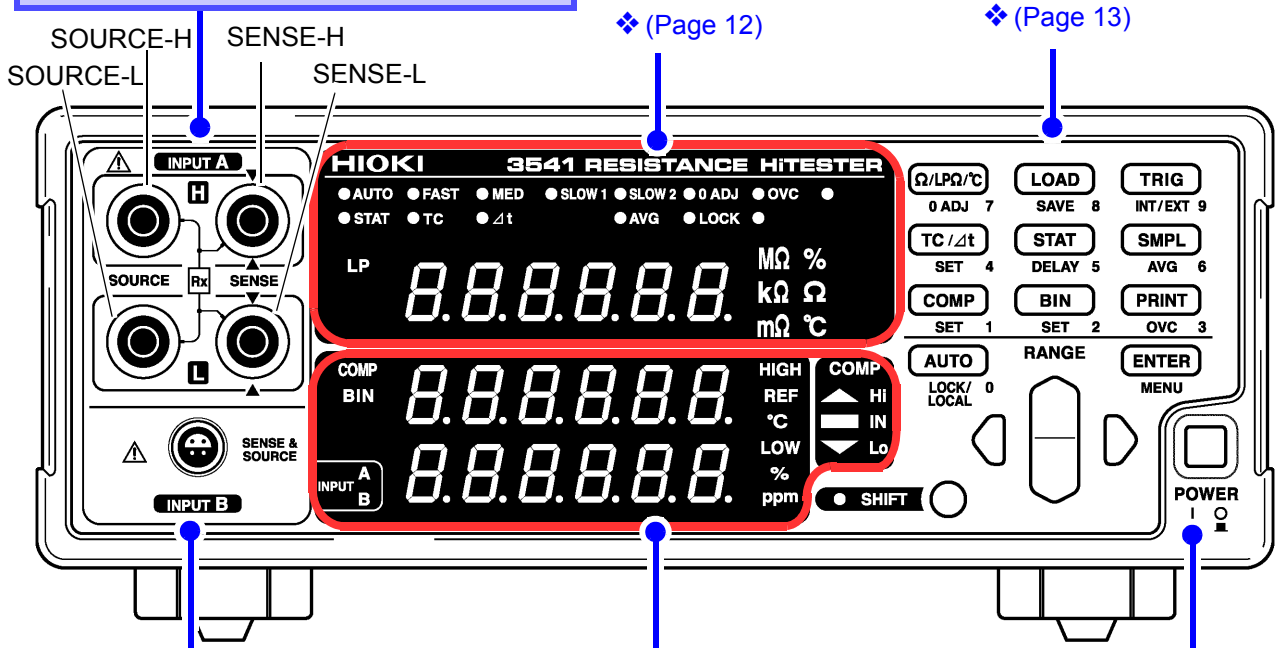 ❖ (Page 12)
❖ (Page 13)
SOURCE-H
SENSE-H
SOURCE-L
SENSE-L
⚠ INPUT A
H
SOURCE Rx SENSE
L
⚠ SENSE &
SOURCE
INPUT B
HIOKI 3541 RESISTANCE HiTESTER
AUTO FAST MED SLOW 1 SLOW 2 0 ADJ OVC
STAT TC ⊿t AVG LOCK
LP 8.8.8.8.8.8. MΩ %
kΩ Ω
mΩ ℃
COMP 8.8.8.8.8.8. HIGH
BIN REF
℃
INPUT A 8.8.8.8.8.8. LOW
B %
ppm
COMP
Hi
IN
Lo
SHIFT
Ω/LPΩ/℃ LOAD TRIG
0 ADJ 7 SAVE 8 INT/EXT 9
TC/⊿t STAT SMPL
SET 4 DELAY 5 AVG 6
COMP BIN PRINT
SET 1 SET 2 OVC 3
AUTO RANGE ENTER
LOCK/ 0 MENU
LOCAL
POWER